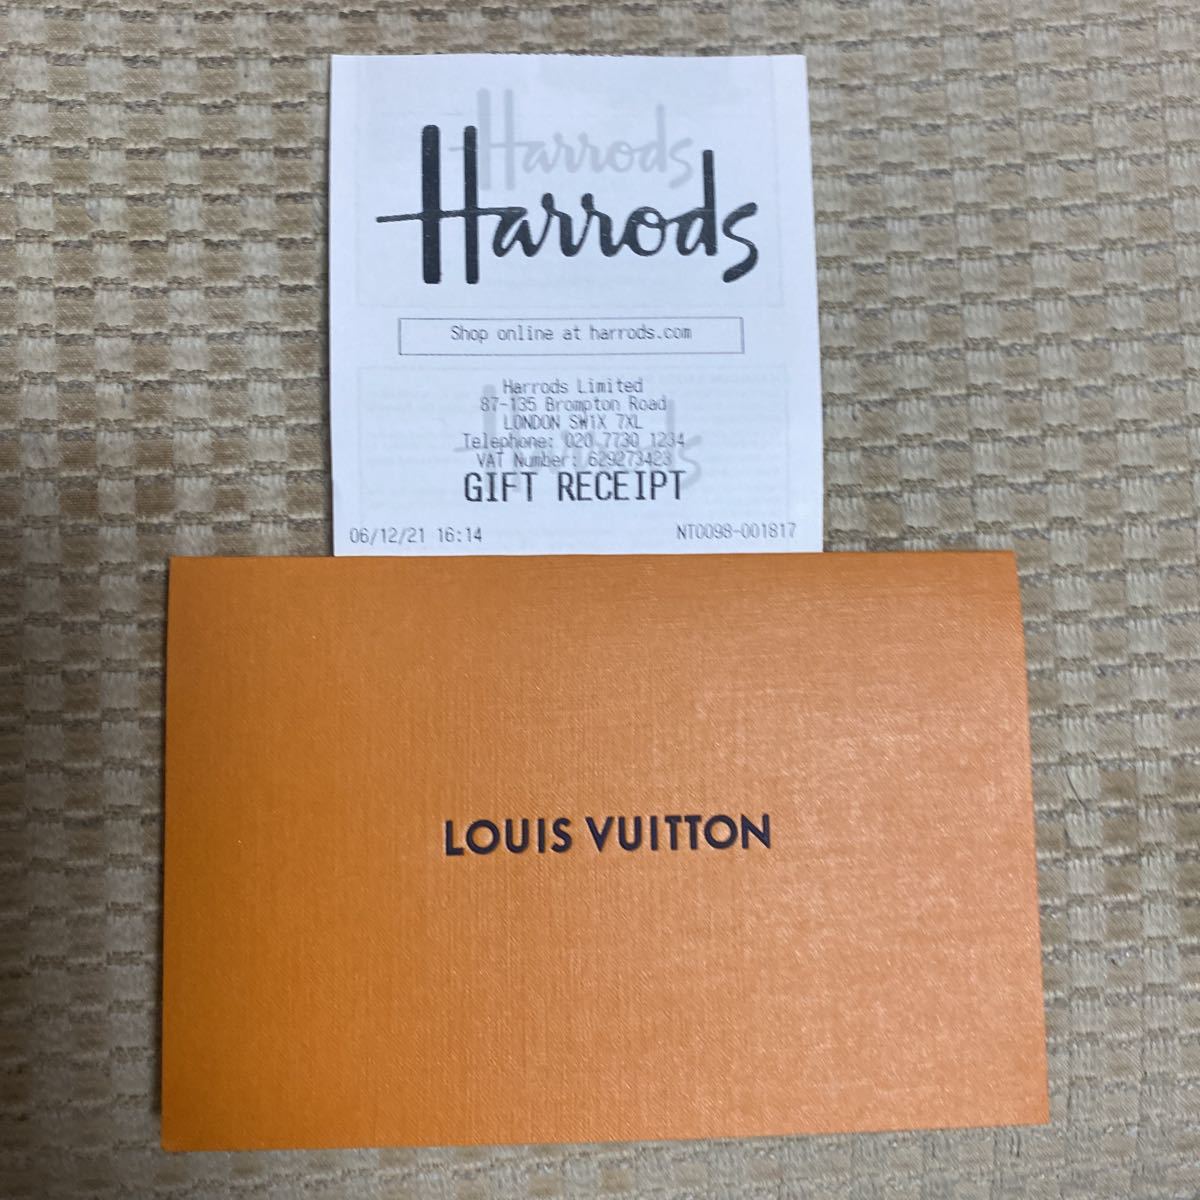 Harrods
Harrods
Shop online at harrods.com
Harrods Limited
87-135 Brompton Road
LONDON SW1X 7XL
Telephone: 020 7730 1234
VAT Number: 629273423
GIFT RECEIPT
06/12/21 16:14 NT0098-001817
LOUIS VUITTON